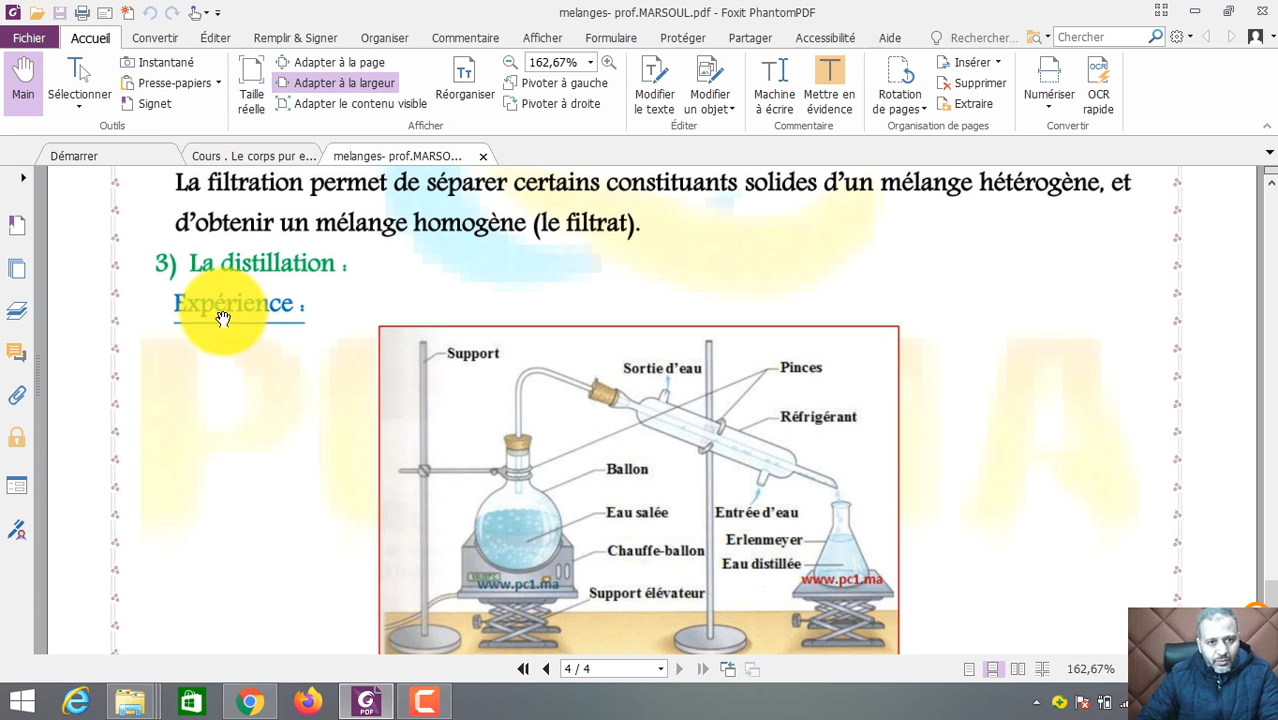 melanges- prof.MARSOUL.pdf - Foxit PhantomPDF
Fichier Accueil Convertir Éditer Remplir & Signer Organiser Commentaire Afficher Formulaire Protéger Partager Accessibilité Aide Rechercher... Chercher
Main
Sélectionner
Instantané
Presse-papiers
Signet
Outils
Taille réelle
Adapter à la page
Adapter à la largeur
Adapter le contenu visible
Réorganiser
162,67%
Pivoter à gauche
Pivoter à droite
Afficher
Modifier le texte
Modifier un objet
Éditer
Machine à écrire
Mettre en évidence
Commentaire
Rotation de pages
Insérer
Supprimer
Extraire
Organisation de pages
Numériser
OCR rapide
Convertir
Démarrer Cours . Le corps pur e... melanges- prof.MARSO...
La filtration permet de séparer certains constituants solides d'un mélange hétérogène, et
d'obtenir un mélange homogène (le filtrat).
3) La distillation :
Expérience :
Support
Sortie d'eau
Pinces
Réfrigérant
Ballon
Eau salée
Entrée d'eau
Erlenmeyer
Chauffe-ballon
Eau distillée
www.pc1.ma
www.pc1.ma
Support élévateur
4 / 4
162,67%